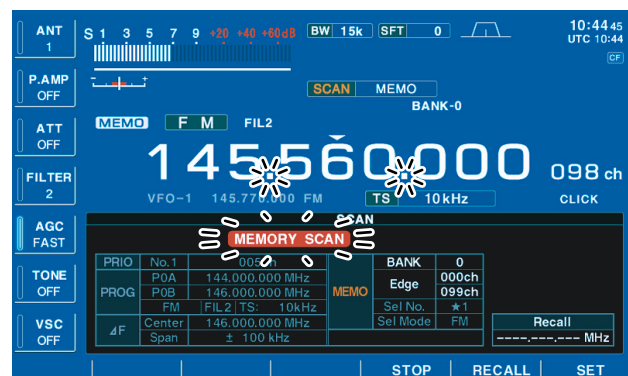 ANT
1
S 1 3 5 7 9 +20 +40 +60dB
BW 15k SFT 0
10:44 45
UTC 10:44
CF
P.AMP
OFF
- +
SCAN MEMO
BANK-0
ATT
OFF
MEMO F M FIL2
145.560.000 098 ch
FILTER
2
VFO-1 145.770.000 FM TS 10kHz CLICK
AGC
FAST
SCAN
MEMORY SCAN
PRIO No.1 005ch
PROG P0A 144.000.000 MHz
P0B 146.000.000 MHz
FM FIL2 TS: 10kHz
⊿F Center 146.000.000 MHz
Span ± 100 kHz
MEMO BANK 0
Edge 000ch
099ch
Sel No. ★1
Sel Mode FM
TONE
OFF
VSC
OFF
Recall
----.---.--- MHz
STOP RECALL SET